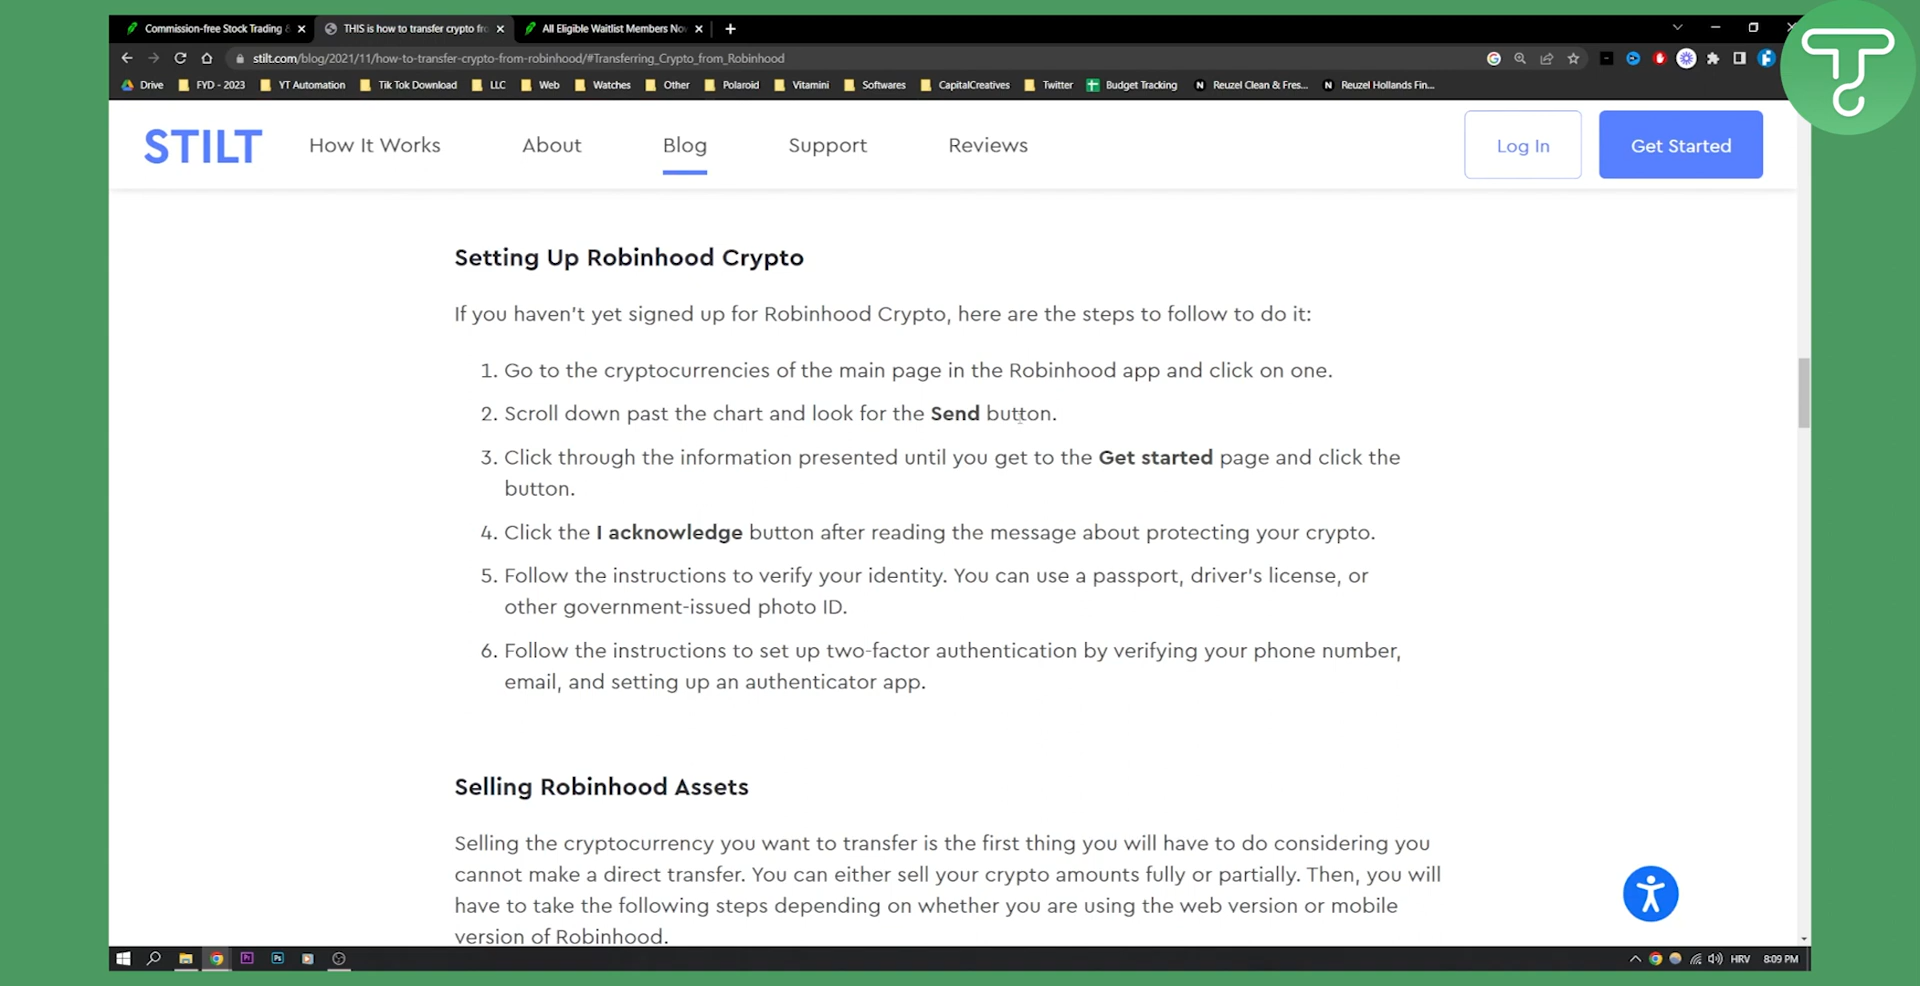 Commission-free Stock Trading &
THIS is how to transfer crypto fro
All Eligible Waitlist Members Nov
stilt.com/blog/2021/11/how-to-transfer-crypto-from-robinhood/#Transferring_Crypto_from_Robinhood
Drive FYD - 2023 YT Automation Tik Tok Download LLC Web Watches Other Polaroid Vitamini Softwares CapitalCreatives Twitter Budget Tracking Reuzel Clean & Fres... Reuzel Hollands Fin...
STILT How It Works About Blog Support Reviews Log In Get Started
Setting Up Robinhood Crypto
If you haven't yet signed up for Robinhood Crypto, here are the steps to follow to do it:
1. Go to the cryptocurrencies of the main page in the Robinhood app and click on one.
2. Scroll down past the chart and look for the Send button.
3. Click through the information presented until you get to the Get started page and click the
button.
4. Click the I acknowledge button after reading the message about protecting your crypto.
5. Follow the instructions to verify your identity. You can use a passport, driver's license, or
other government-issued photo ID.
6. Follow the instructions to set up two-factor authentication by verifying your phone number,
email, and setting up an authenticator app.
Selling Robinhood Assets
Selling the cryptocurrency you want to transfer is the first thing you will have to do considering you
cannot make a direct transfer. You can either sell your crypto amounts fully or partially. Then, you will
have to take the following steps depending on whether you are using the web version or mobile
version of Robinhood.
HRV 8:09 PM